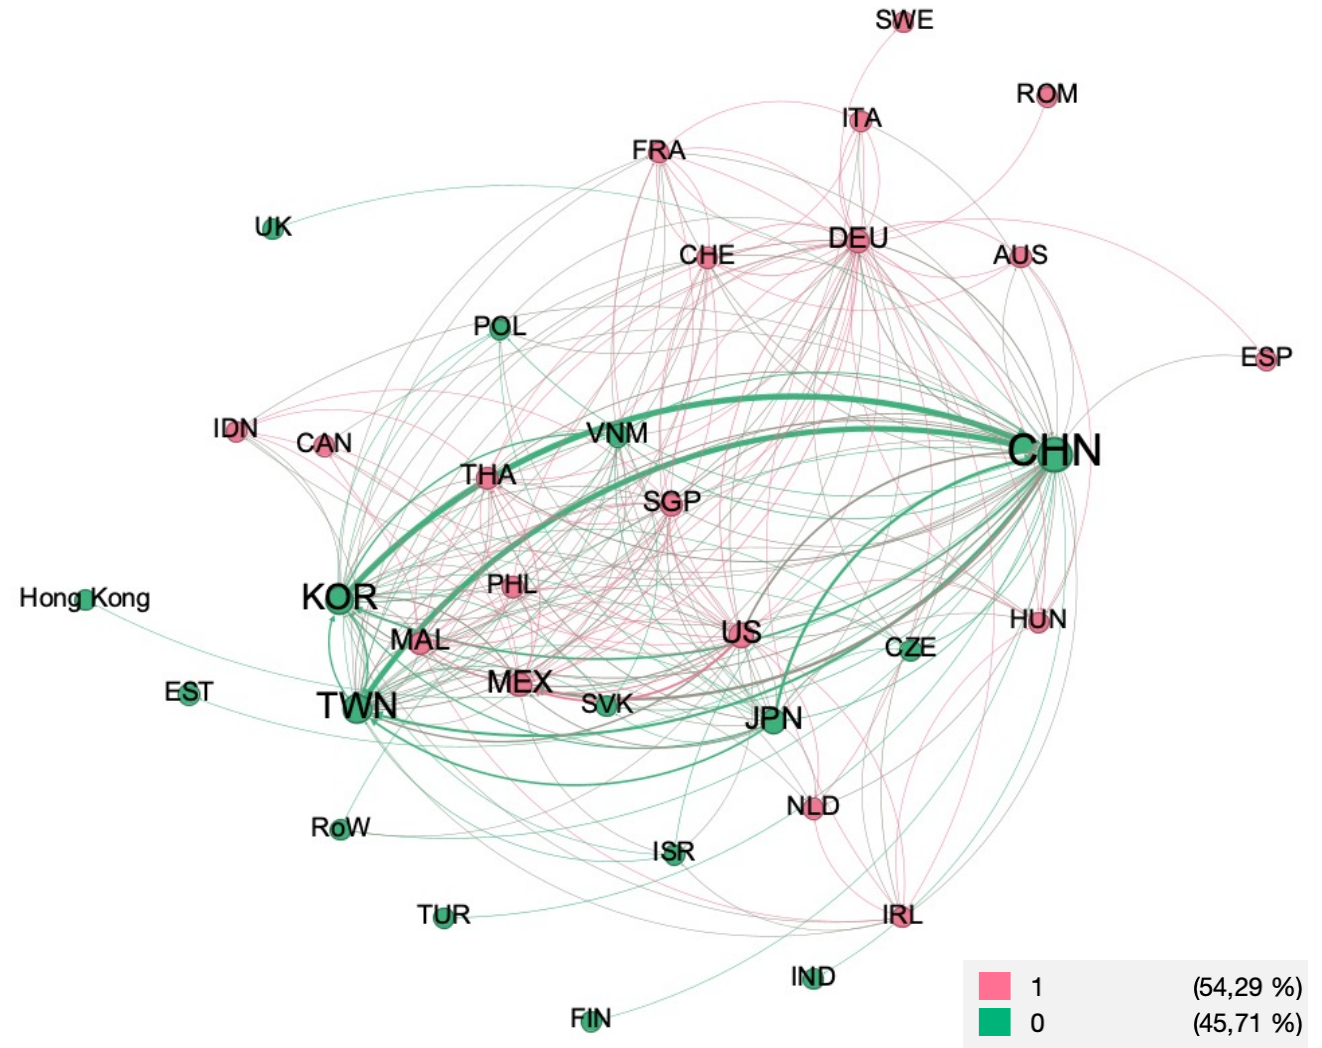 SWE
ROM
ITA
FRA
UK
DEU
CHE
AUS
POL
ESP
IDN
CAN
VNM
CHN
THA
SGP
PHL
KOR
Hong Kong
HUN
US
MAL
CZE
MEX
EST
SVK
TWN
JPN
NLD
RoW
ISR
TUR
IRL
IND
FIN
1 (54,29 %)
0 (45,71 %)